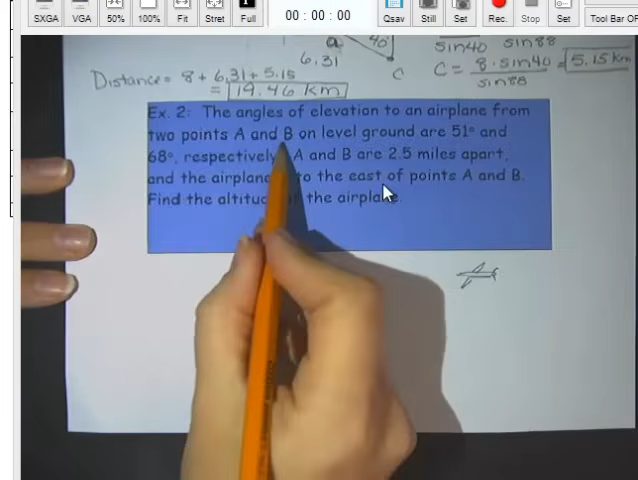 SXGA VGA 50% 100% Fit Stret Full 00 : 00 : 00 Qsav Still Set Rec. Stop Set Tool Bar OF
a 40° sin40 sin88
6.31 C C = 8·sin40 = 5.15 km
sin88
Distance = 8 + 6.31 + 5.15
= 19.46 km
Ex. 2: The angles of elevation to an airplane from
two points A and B on level ground are 51° and
68°, respectively A and B are 2.5 miles apart,
and the airplane to the east of points A and B.
Find the the airplane.